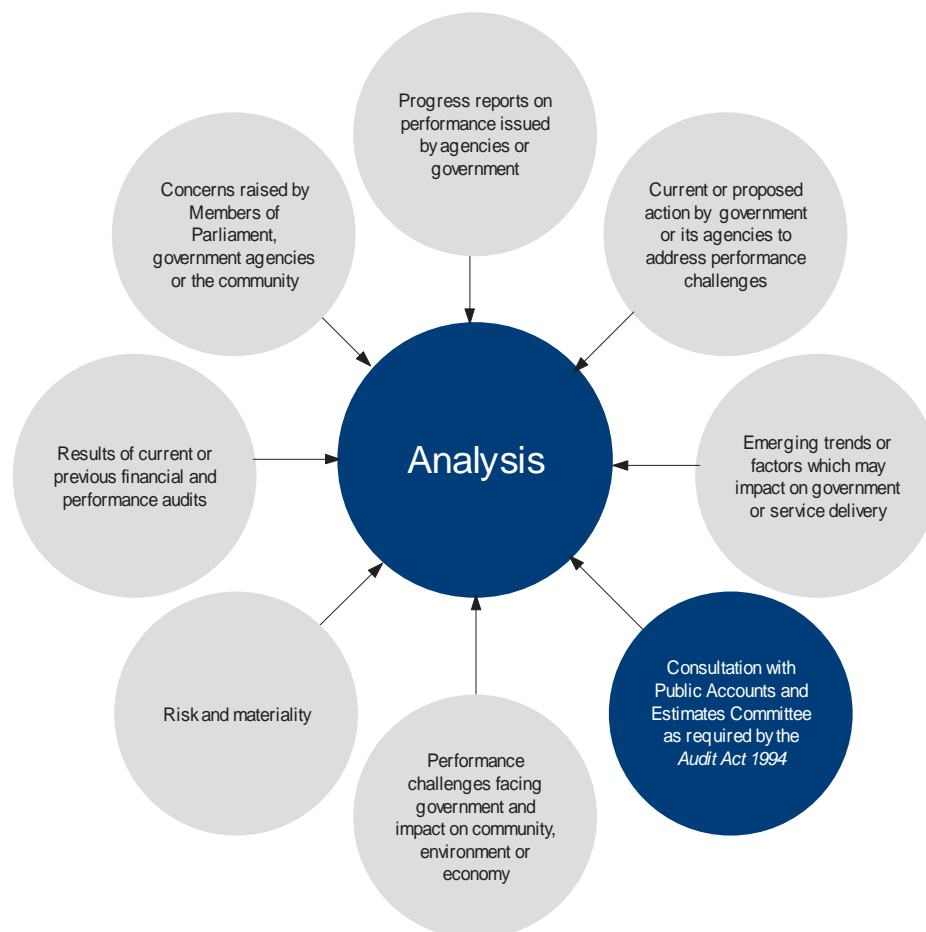 Progress reports on
performance issued
by agencies or
government
Concerns raised by
Members of
Parliament,
government agencies
or the community
Current or proposed
action by government
or its agencies to
address performance
challenges
Results of current or
previous financial and
performance audits
Analysis
Emerging trends or
factors which may
impact on government
or service delivery
Risk and materiality
Consultation with
Public Accounts and
Estimates Committee
as required by the
Audit Act 1994
Performance
challenges facing
government and
impact on community,
environment or
economy